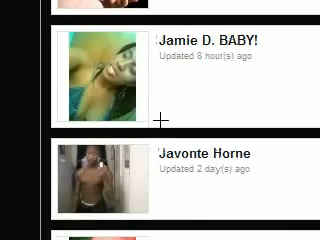 Jamie D. BABY!
Updated 8 hour(s) ago
'Javonte Horne
Updated 2 day(s) ago